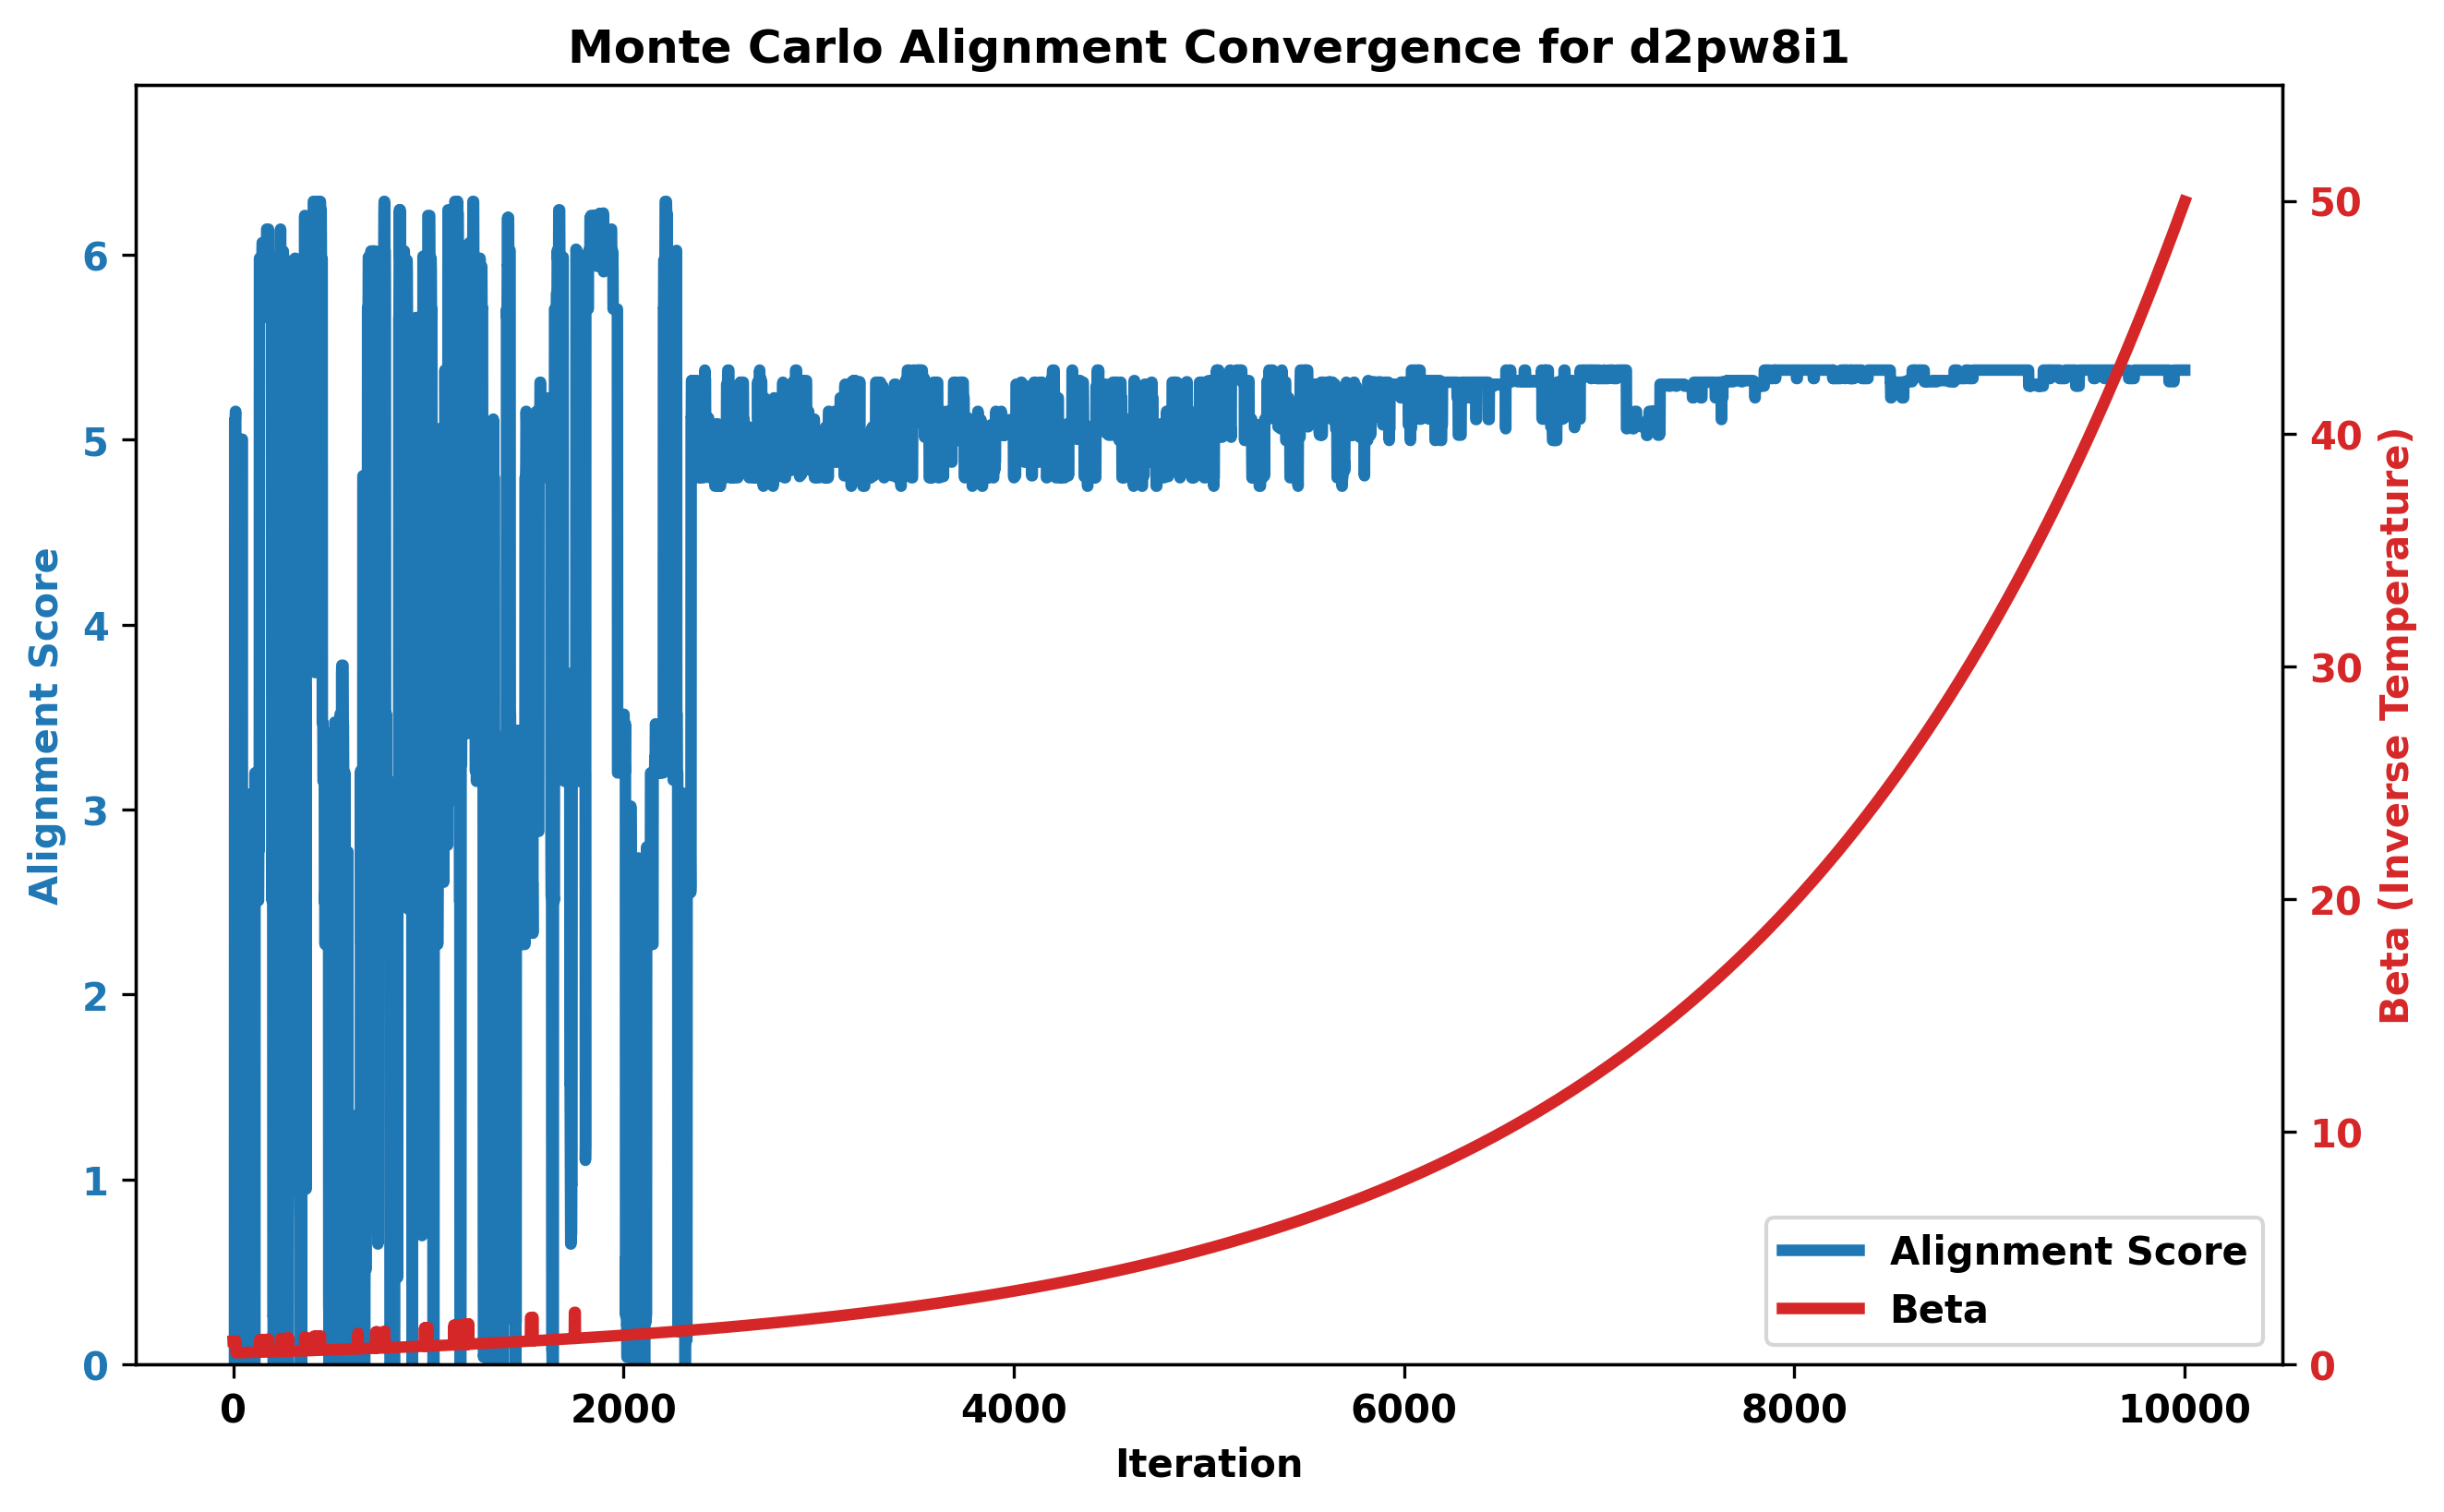 Monte Carlo Alignment Convergence for d2pw8i1
Alignment Score
6
5
4
3
2
1
0
50
40
30
20
10
0
Beta (Inverse Temperature)
Alignment Score
Beta
0 2000 4000 6000 8000 10000
Iteration